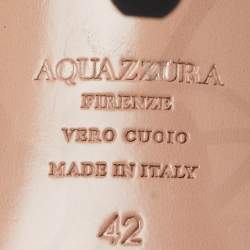 AQUAZZURA
FIRENZE
VERO CUOIO
MADE IN ITALY
42